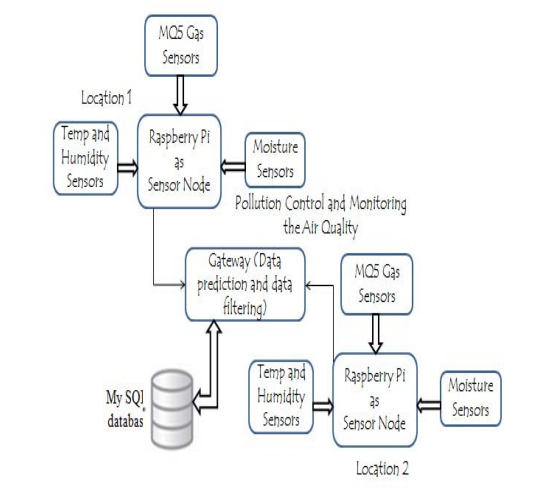 MQ5 Gas
Sensors
Location 1
Temp and
Humidity
Sensors
Raspberry Pi
as
Sensor Node
Moisture
Sensors
Pollution Control and Monitoring
the Air Quality
Gateway (Data
prediction and data
filtering)
MQ5 Gas
Sensors
My SQl
databas
Temp and
Humidity
Sensors
Raspberry Pi
as
Sensor Node
Moisture
Sensors
Location 2